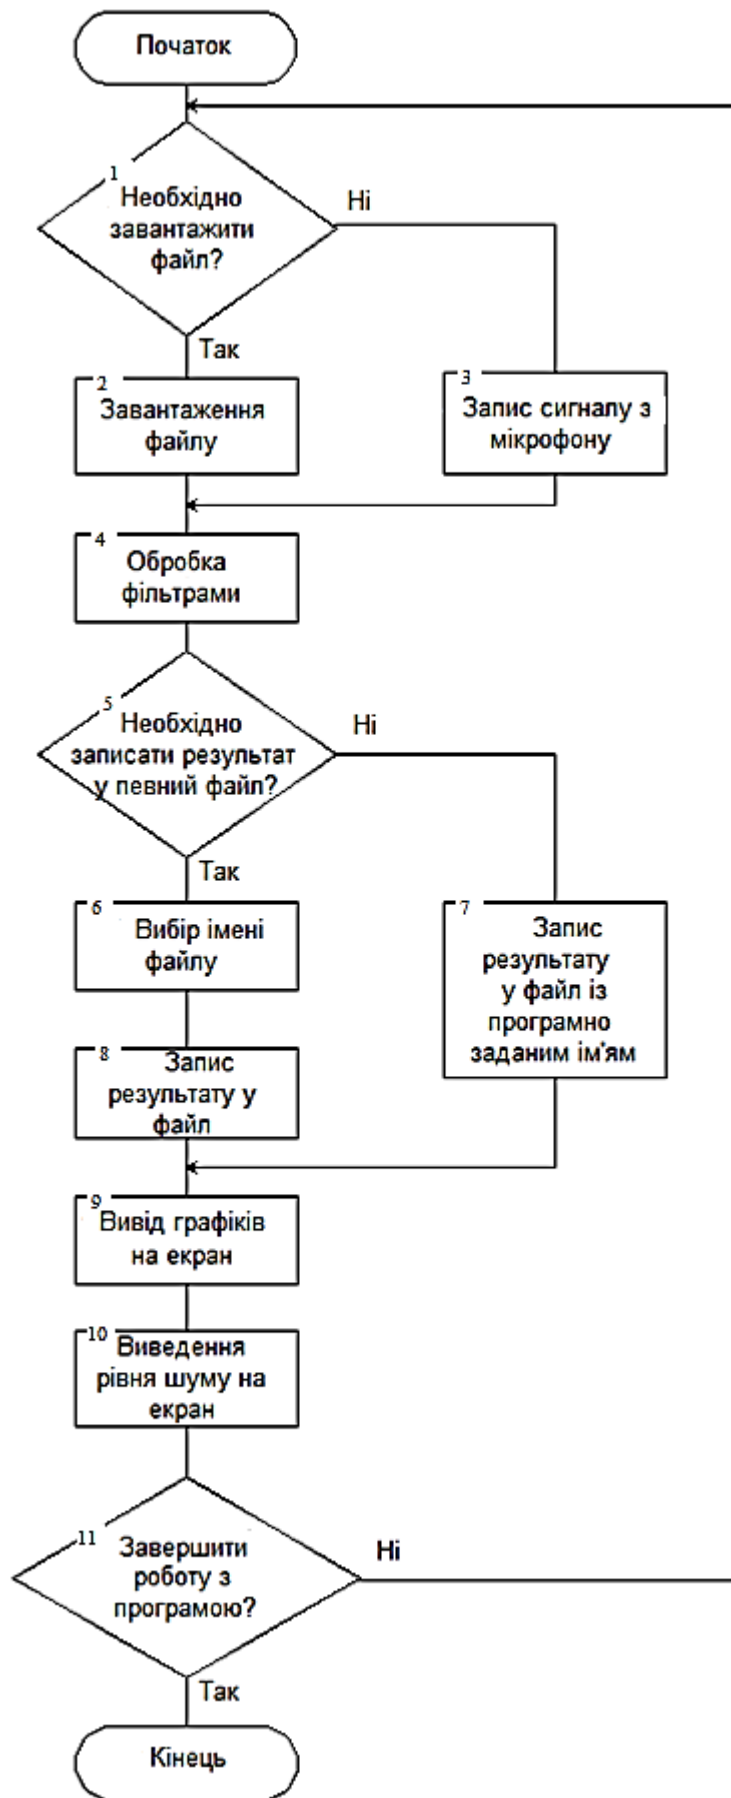 Початок
1
Необхідно
завантажити
файл?
Ні
Так
2
Завантаження
файлу
3
Запис сигналу з
мікрофону
4
Обробка
фільтрами
5
Необхідно
записати результат
у певний файл?
Ні
Так
6
Вибір імені
файлу
7
Запис
результату
у файл із
програмно
заданим ім'ям
8
Запис
результату у
файл
9
Вивід графіків
на екран
10
Виведення
рівня шуму на
екран
11
Завершити
роботу з
програмою?
Ні
Так
Кінець